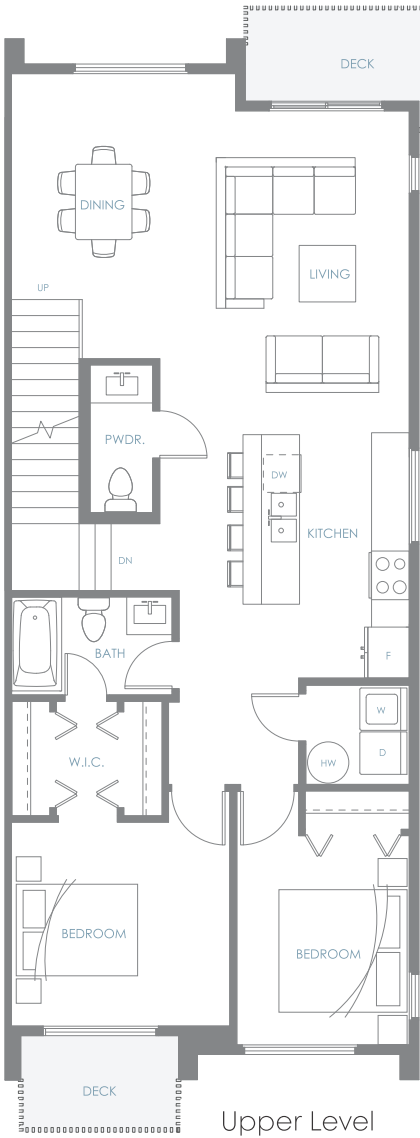 DECK
DINING
LIVING
UP
PWDR.
DW
KITCHEN
DN
F
BATH
W
D
HW
W.I.C.
BEDROOM
BEDROOM
DECK
Upper Level